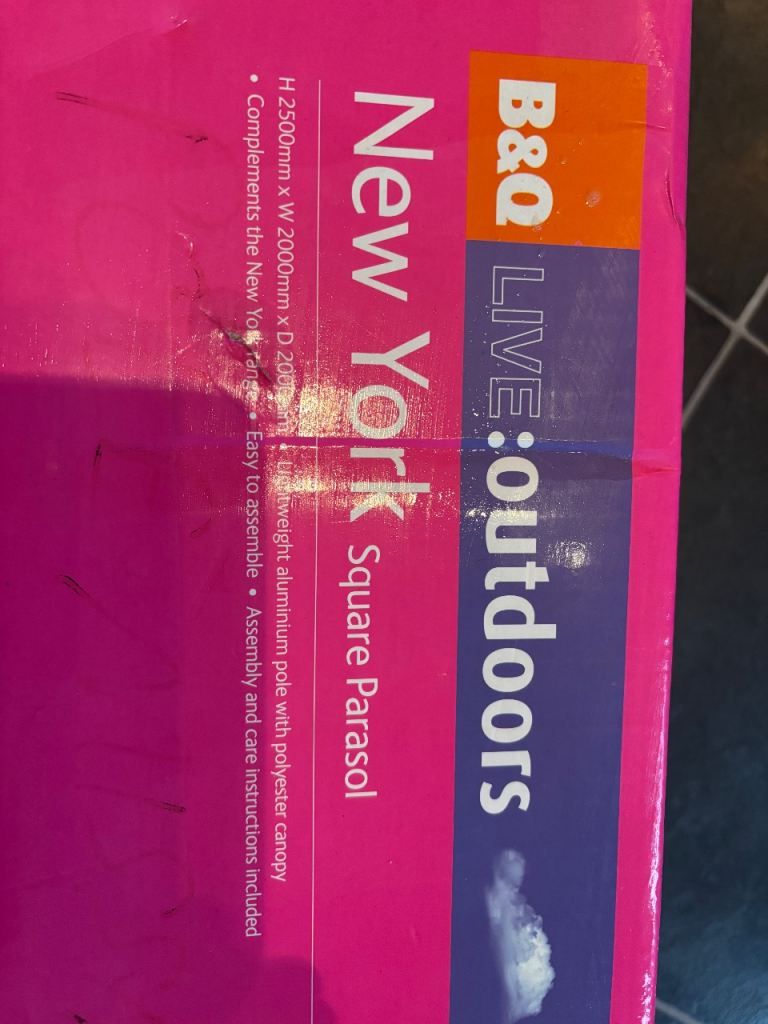 B&Q LIVE:outdoors
New York Square Parasol
H 2500mm x W 2000mm x D 2000mm • Lightweight aluminium pole with polyester canopy
• Complements the New York range • Easy to assemble • Assembly and care instructions included